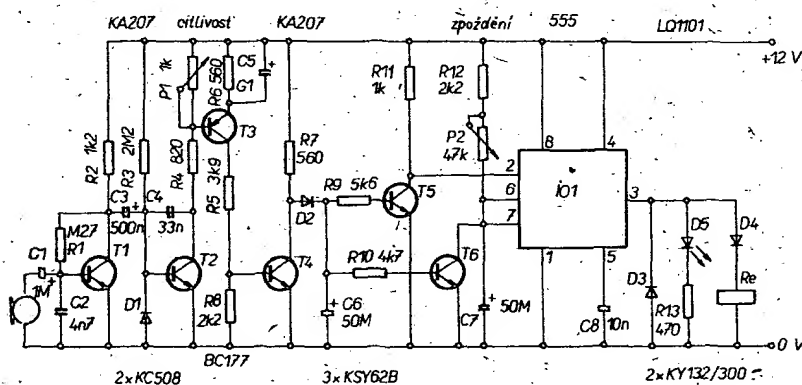 KA207 citlivost KA207 zpoždění 555 LQ1101
+12 V
P1 1k
R6 560
C5
G1
R11
1k
R12
2k2
R2 1k2
R3 2M2
R4 820
T3
R7
560
P2
47k
8
4
R5 3k9
2
C3
500n
C4
33n
D2
R9 5k6
T5
6
IO1
3
7
M27
R1
C1
1M
T1
T2
T4
R10 4k7
T6
D5
D4
C2
4n7
D1
R8
2k2
C6
50M
C7
50M
1
5
C8
10n
D3
R13
470
Re
0 V
BC177
2×KC508 3×KSY62B 2×KY132/300